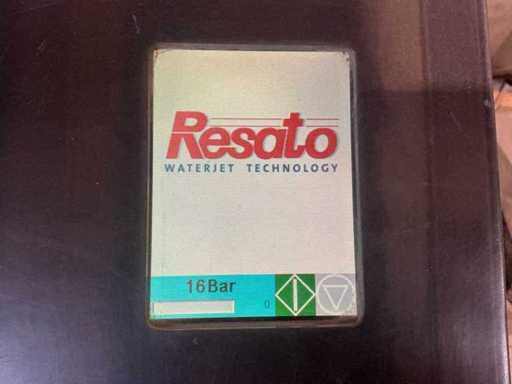 Resato
WATERJET TECHNOLOGY
16Bar
0